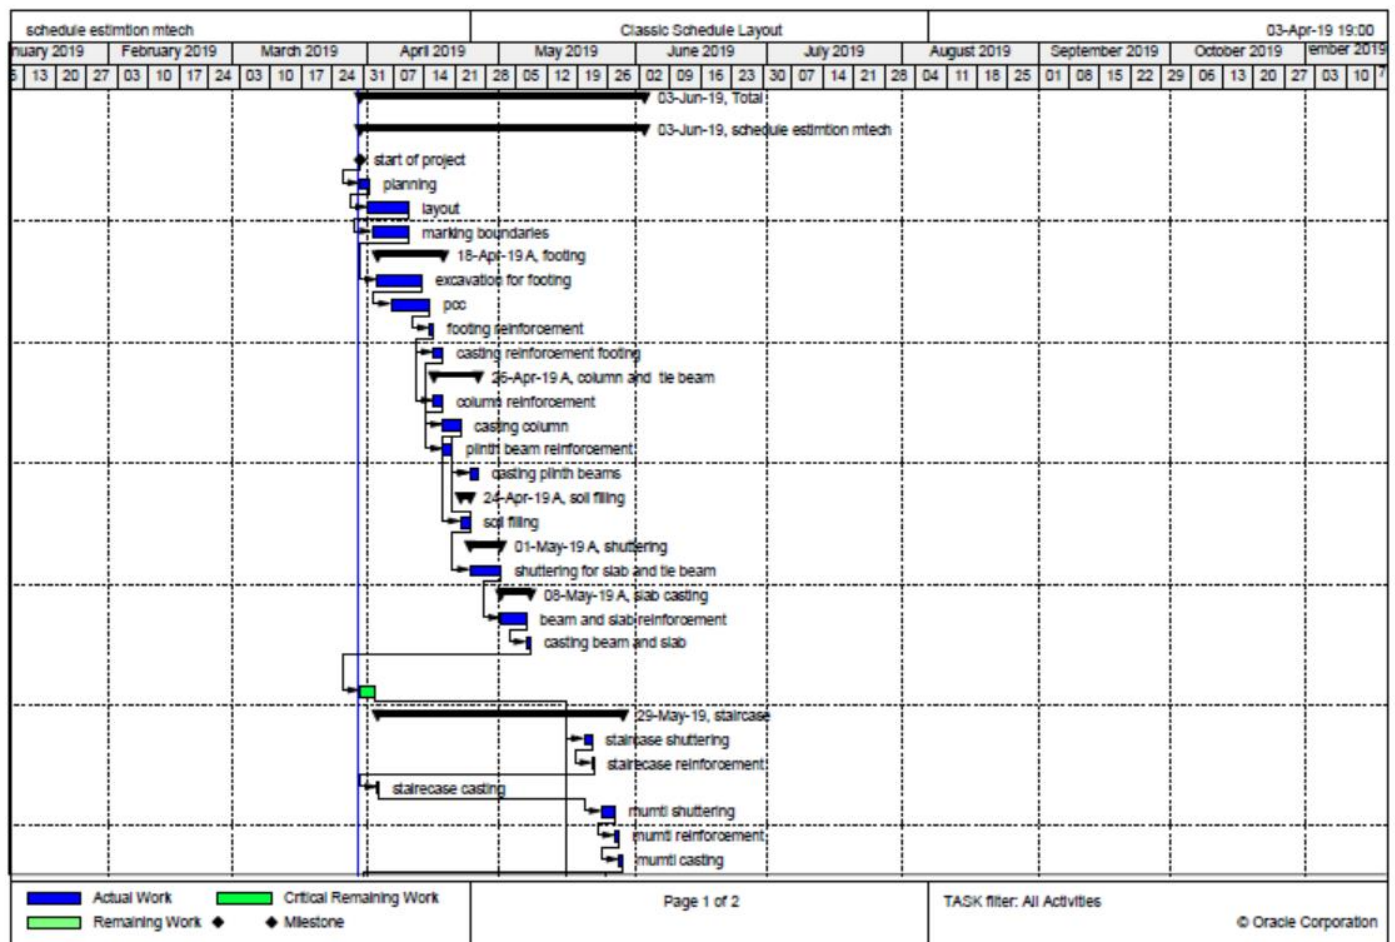 schedule estimtion mtech
Classic Schedule Layout
03-Apr-19 19:00
nuary 2019 February 2019 March 2019 April 2019 May 2019 June 2019 July 2019 August 2019 September 2019 October 2019 ember 2019
13 20 27 03 10 17 24 03 10 17 24 31 07 14 21 28 05 12 19 26 02 09 16 23 30 07 14 21 28 04 11 18 25 01 08 15 22 29 06 13 20 27 03 10
03-Jun-19, Total
03-Jun-19, schedule estimtion mtech
start of project
planning
layout
marking boundaries
18-Apr-19 A, footing
excavation for footing
pcc
footing reinforcement
casting reinforcement footing
26-Apr-19 A, column and tie beam
column reinforcement
casting column
plinth beam reinforcement
casting plinth beams
24-Apr-19 A, soil filling
soil filling
01-May-19 A, shuttering
shuttering for slab and tie beam
08-May-19 A, slab casting
beam and slab reinforcement
casting beam and slab
29-May-19, staircase
staircase shuttering
stairecase reinforcement
stairecase casting
mumti shuttering
mumti reinforcement
mumti casting
Actual Work
Critical Remaining Work
Remaining Work
Milestone
Page 1 of 2
TASK filter: All Activities
© Oracle Corporation